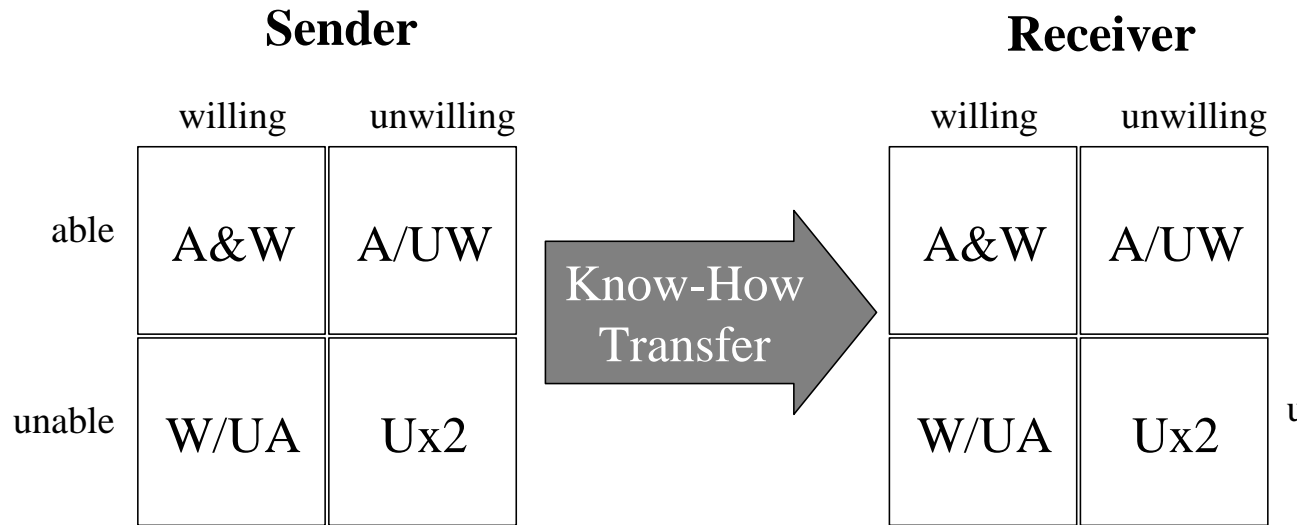 Sender
Receiver
willing unwilling
willing unwilling
able
A&W
A/UW
Know-How
Transfer
A&W
A/UW
unable
W/UA
Ux2
W/UA
Ux2